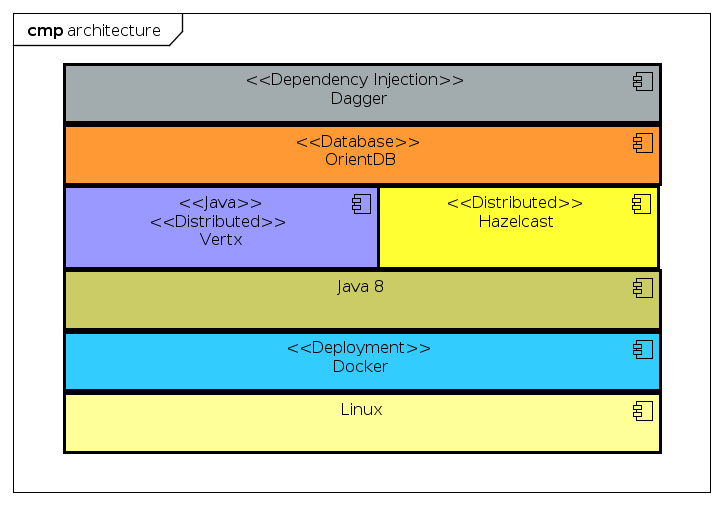 cmp architecture
<<Dependency Injection>>
Dagger
<<Database>>
OrientDB
<<Java>>
<<Distributed>>
Vertx
<<Distributed>>
Hazelcast
Java 8
<<Deployment>>
Docker
Linux